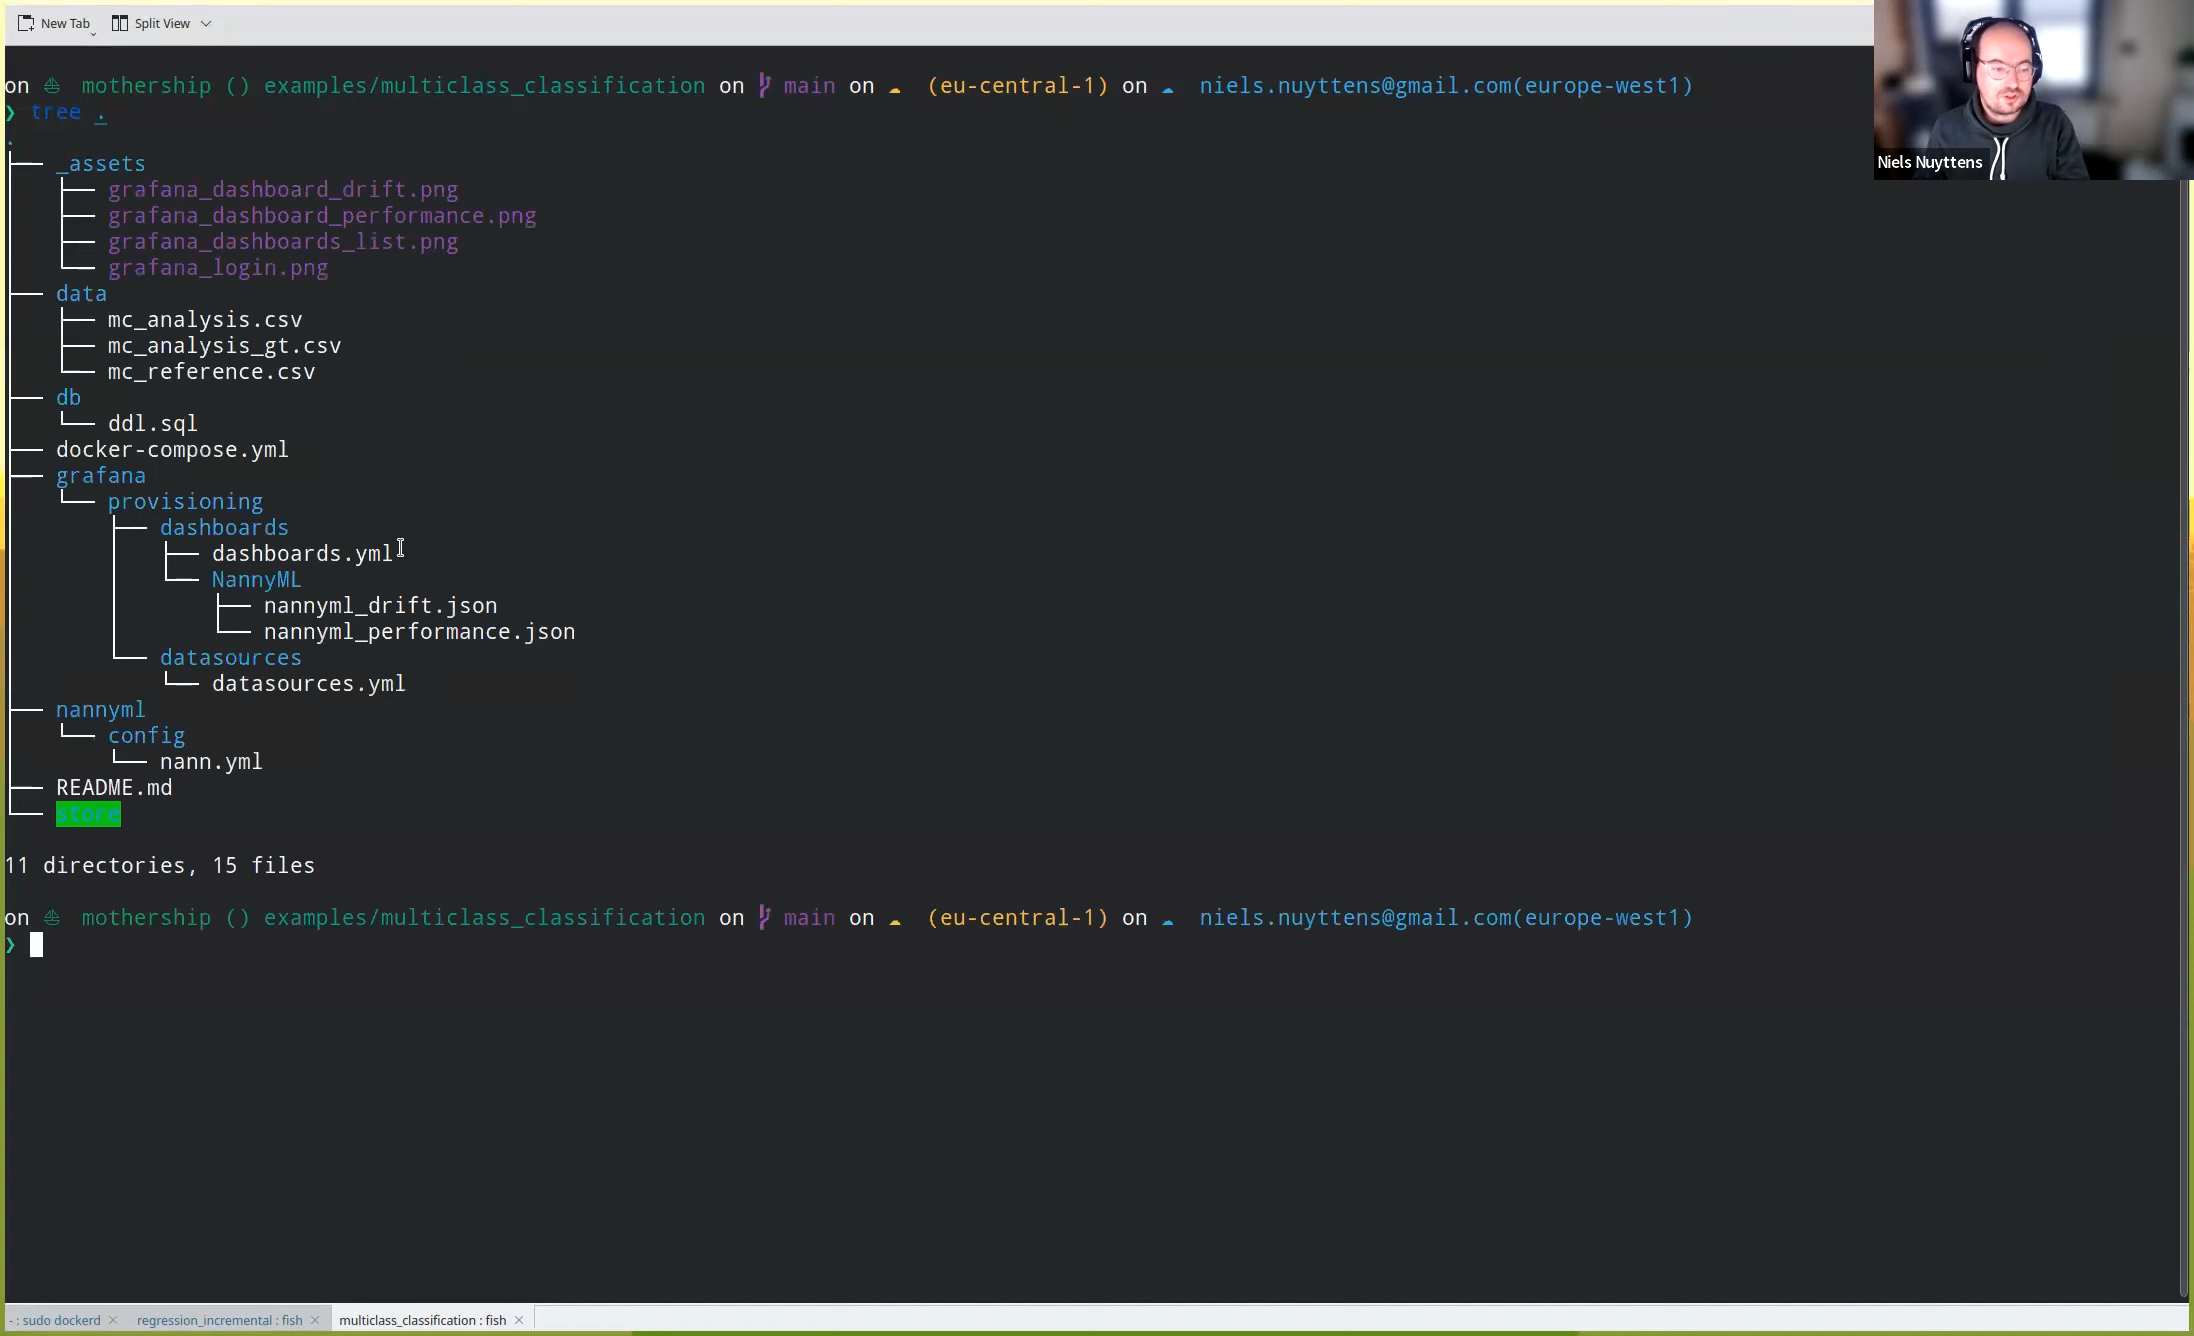 New Tab Split View
on mothership () examples/multiclass_classification on main on (eu-central-1) on niels.nuyttens@gmail.com(europe-west1)
❯ tree .
.
├── _assets
│   ├── grafana_dashboard_drift.png
│   ├── grafana_dashboard_performance.png
│   ├── grafana_dashboards_list.png
│   └── grafana_login.png
├── data
│   ├── mc_analysis.csv
│   ├── mc_analysis_gt.csv
│   └── mc_reference.csv
├── db
│   └── ddl.sql
├── docker-compose.yml
├── grafana
│   └── provisioning
│       ├── dashboards
│       │   ├── dashboards.yml
│       │   └── NannyML
│       │       ├── nannyml_drift.json
│       │       └── nannyml_performance.json
│       └── datasources
│           └── datasources.yml
├── nannyml
│   └── config
│       └── nann.yml
├── README.md
└── store
11 directories, 15 files
on mothership () examples/multiclass_classification on main on (eu-central-1) on niels.nuyttens@gmail.com(europe-west1)
❯
Niels Nuyttens
- : sudo dockerd regression_incremental : fish multiclass_classification : fish